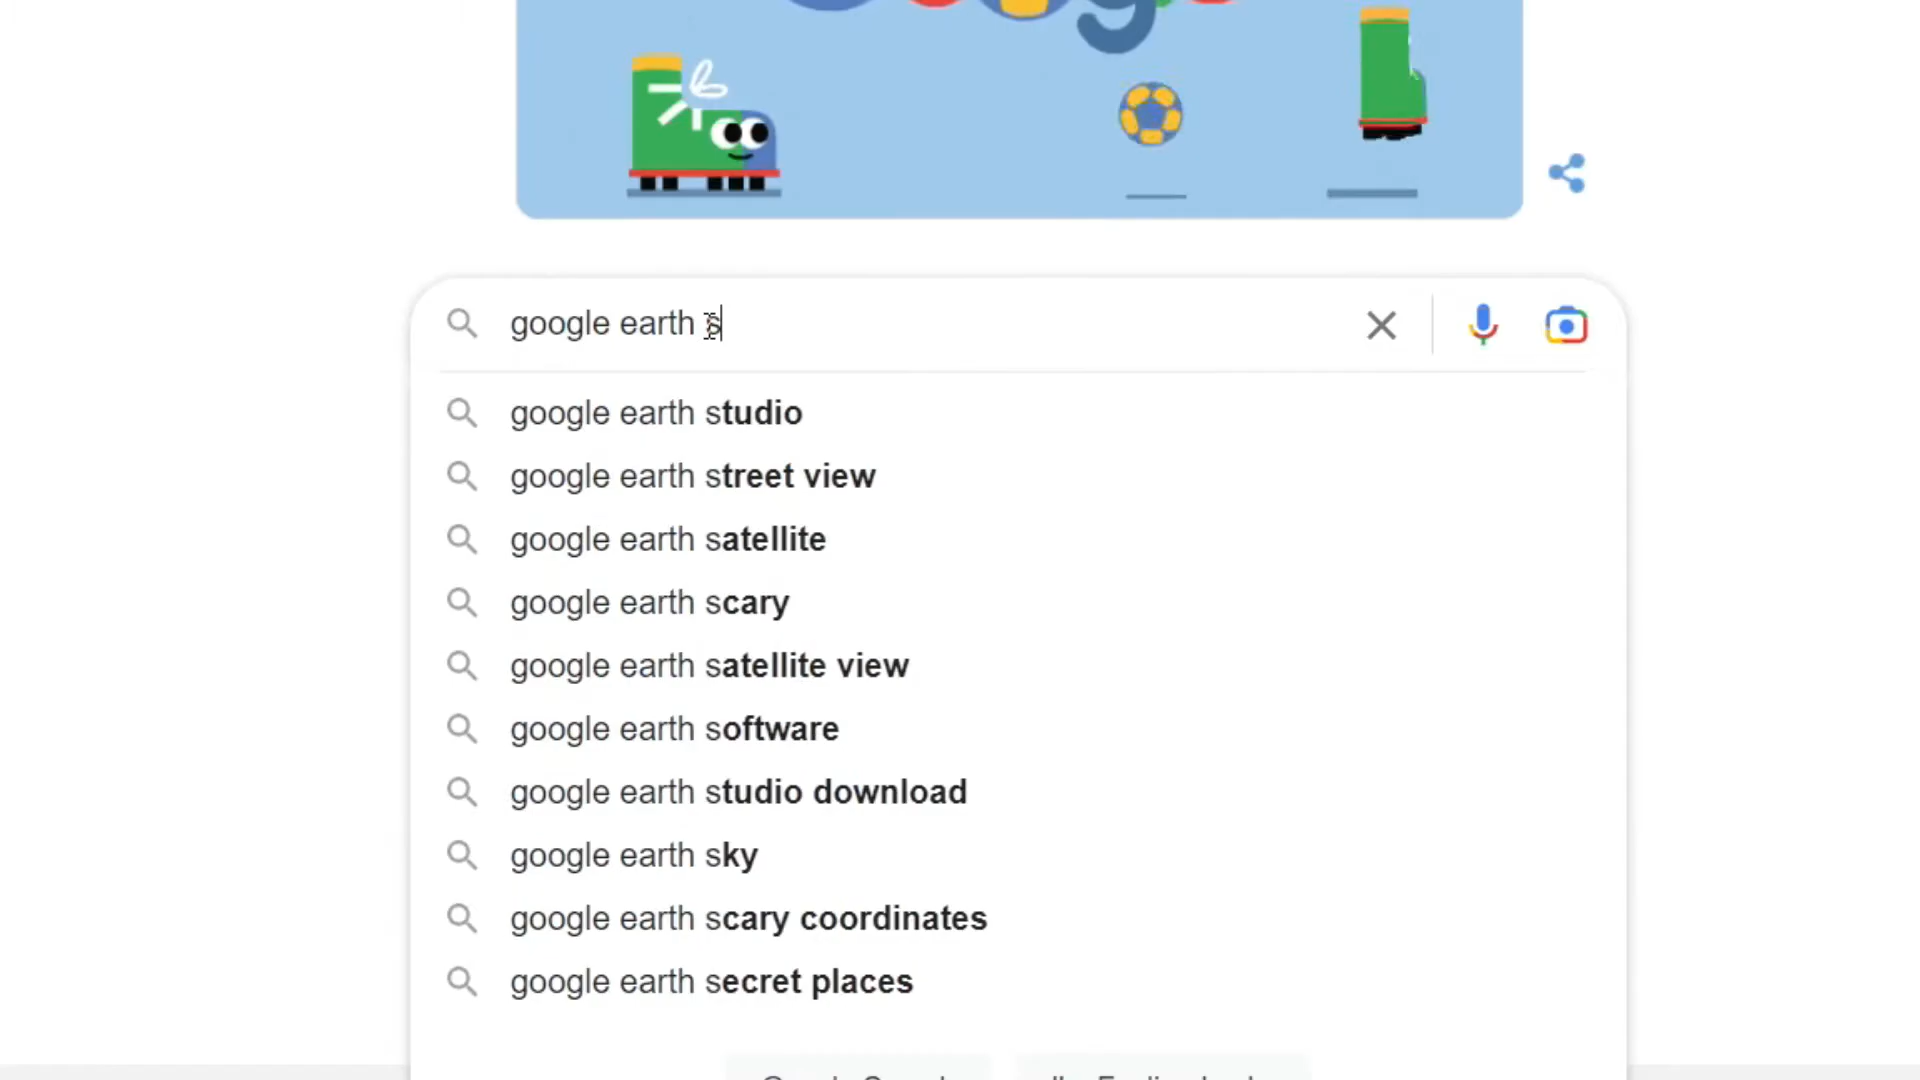 google earth s
google earth studio
google earth street view
google earth satellite
google earth scary
google earth satellite view
google earth software
google earth studio download
google earth sky
google earth scary coordinates
google earth secret places